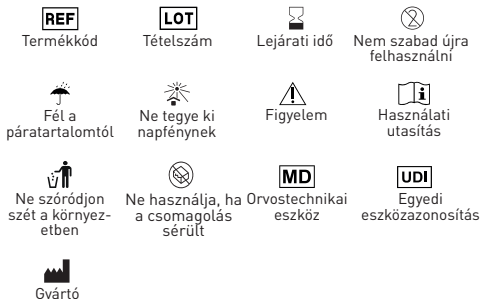 REF LOT
Termékkód Tételszám Lejárati idő Nem szabad újra
felhasználni
Fél a
páratartalomtól
Ne tegye ki
napfénynek
Figyelem
Használati
utasítás
Ne szóródjon
szét a környez-
etben
Ne használja, ha
a csomagolás
sérült
MD
Orvostechnikai
eszköz
UDI
Egyedi
eszközazonosítás
Gyártó